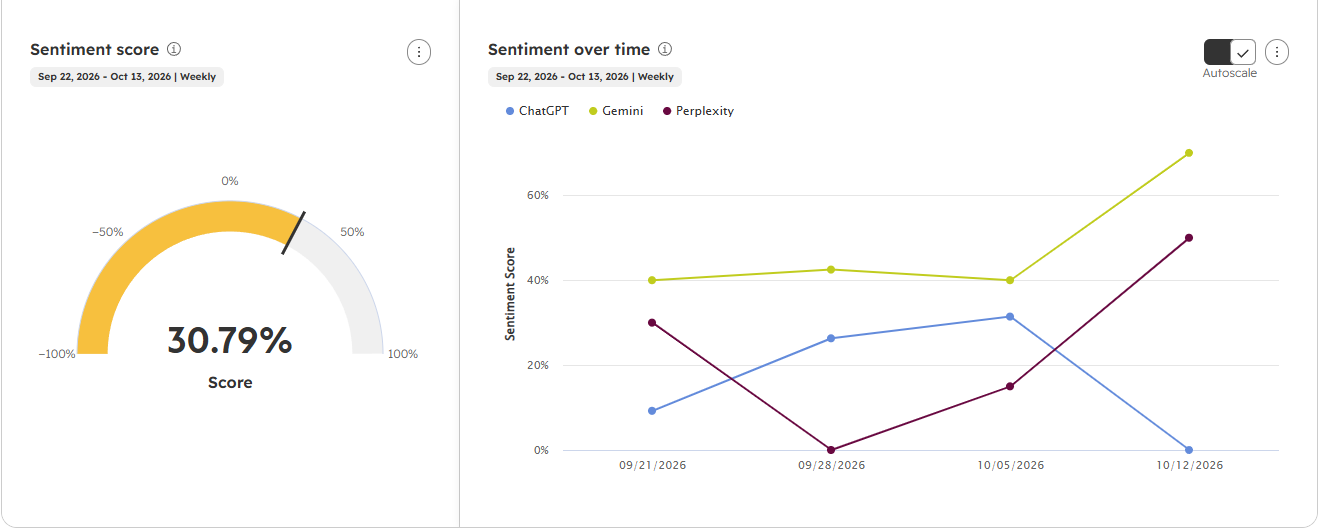 Sentiment score
Sep 22, 2026 - Oct 13, 2026 | Weekly
0%
−50%
50%
−100%
100%
30.79%
Score
Sentiment over time
Autoscale
Sep 22, 2026 - Oct 13, 2026 | Weekly
ChatGPT Gemini Perplexity
Sentiment Score
60%
40%
20%
0%
09/21/2026 09/28/2026 10/05/2026 10/12/2026